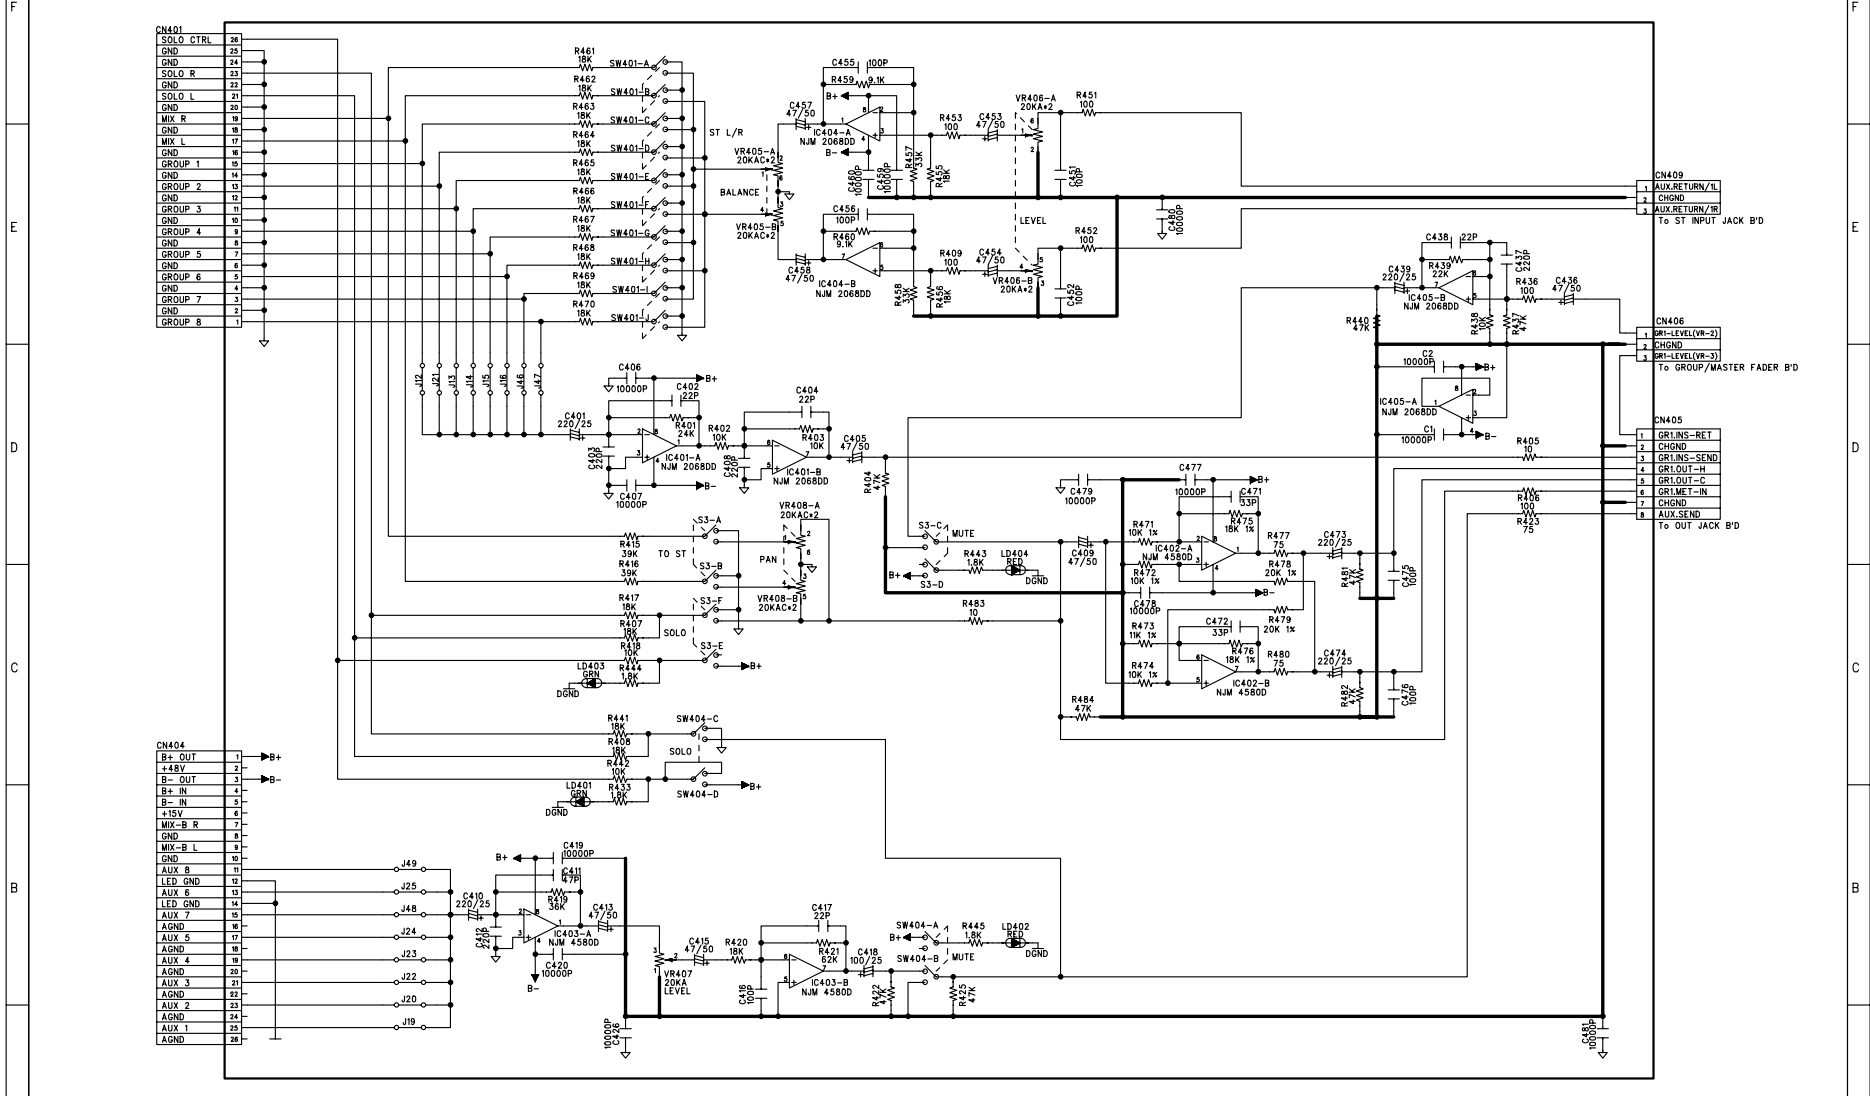 F
F
E
E
D
D
C
C
B
B
CN401
SOLO CTRL 26
GND 25
GND 24
SOLO R 23
GND 22
SOLO L 21
GND 20
MIX R 19
GND 18
MIX L 17
GND 16
GROUP 1 15
GND 14
GROUP 2 13
GND 12
GROUP 3 11
GND 10
GROUP 4 9
GND 8
GROUP 5 7
GND 6
GROUP 6 5
GND 4
GROUP 7 3
GND 2
GROUP 8 1
R461
18K
SW401-A
R462
18K
SW401-B
R463
18K
SW401-C
R464
18K
SW401-D
R465
18K
SW401-E
R466
18K
SW401-F
R467
18K
SW401-G
R468
18K
SW401-H
R469
18K
SW401-I
R470
18K
SW401-J
ST L/R
VR405-A
20KAC*2
BALANCE
VR405-B
20KAC*2
C457
47/50
C458
47/50
C455 100P
R459 9.1K
B+
IC404-A
NJM 2068DD
B-
C460
10000P
C459
10000P
R457
33K
R455
18K
R453
100
C453
47/50
VR406-A
20KA*2
R451
100
C451
100P
LEVEL
C480
10000P
C456
100P
R460
9.1K
IC404-B
NJM 2068DD
R458
33K
R456
18K
R409
100
C454
47/50
VR406-B
20KA*2
R452
100
C452
100P
CN409
1 AUX.RETURN/1L
2 CHGND
3 AUX.RETURN/1R
To ST INPUT JACK B'D
C438 22P
R439
22K
C439
220/25
IC405-B
NJM 2068DD
C437
220P
R436
100
C436
47/50
R440
47K
R438
10K
R437
47K
CN406
1 GR1-LEVEL(VR-2)
2 CHGND
3 GR1-LEVEL(VR-3)
To GROUP/MASTER FADER B'D
C2
10000P
B+
IC405-A
NJM 2068DD
C1
10000P
B-
CN405
1 GR1.INS-RET
2 CHGND
3 GR1.INS-SEND
4 GR1.OUT-H
5 GR1.OUT-C
6 GR1.MET-IN
7 CHGND
8 AUX.SEND
To OUT JACK B'D
R405
10
R406
100
R423
75
J12
J21
J13
J14
J15
J16
J46
J47
C401
220/25
C406
10000P
B+
C402
22P
R401
24K
C403
220P
IC401-A
NJM 2068DD
C407
10000P
B-
R402
10K
C408
220P
C404
22P
R403
10K
IC401-B
NJM 2068DD
C405
47/50
R404
47K
R415
39K
R416
39K
S3-A
TO ST
S3-B
VR408-A
20KAC*2
PAN
VR408-B
20KAC*2
R417
18K
R407
18K
R418
10K
R444
1.8K
S3-F
SOLO
S3-E
B+
LD403
GRN
DGND
S3-C
MUTE
B+
S3-D
R443
1.8K
LD404
RED
DGND
R483
10
C479
10000P
C409
47/50
C477
10000P
B+
C471
33P
R475
18K 1%
R471
10K 1%
IC402-A
NJM 4580D
R472
10K 1%
C478
10000P
B-
R477
75
R478
20K 1%
R479
20K 1%
C473
220/25
R481
47K
C475
100P
R473
11K 1%
C472
33P
R476
18K 1%
R474
10K 1%
IC402-B
NJM 4580D
R480
75
C474
220/25
R482
47K
C476
100P
R484
47K
R441
18K
R408
18K
R442
10K
R433
1.8K
SW404-C
SOLO
SW404-D
B+
LD401
GRN
DGND
CN404
B+ OUT 1 B+
+48V 2
B- OUT 3 B-
B+ IN 4
B- IN 5
+15V 6
MIX-B R 7
GND 8
MIX-B L 9
GND 10
AUX 8 11
LED GND 12
AUX 6 13
LED GND 14
AUX 7 15
AGND 16
AUX 5 17
AGND 18
AUX 4 19
AGND 20
AUX 3 21
AGND 22
AUX 2 23
AGND 24
AUX 1 25
AGND 26
J49
J25
J48
J24
J23
J22
J20
J19
C410
220/25
B+
C419
10000P
C411
47P
R419
36K
C412
220P
IC403-A
NJM 4580D
C420
10000P
B-
C413
47/50
VR407
20KA
LEVEL
C415
47/50
R420
18K
C416
100P
C417
22P
R421
62K
IC403-B
NJM 4580D
C418
100/25
R422
47K
SW404-A
B+
MUTE
SW404-B
R445
1.8K
LD402
RED
DGND
R425
47K
C426
10000P
C481
10000P